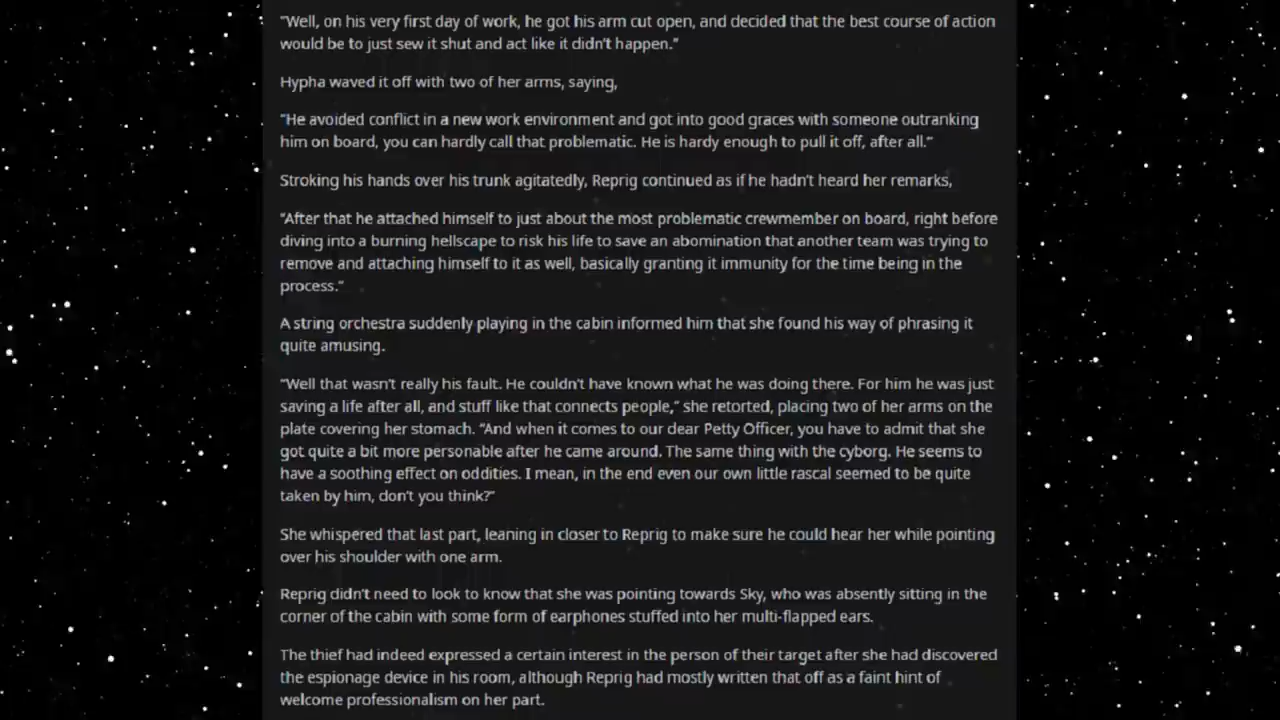 “Well, on his very first day of work, he got his arm cut open, and decided that the best course of action
would be to just sew it shut and act like it didn’t happen.”
Hypha waved it off with two of her arms, saying,
“He avoided conflict in a new work environment and got into good graces with someone outranking
him on board, you can hardly call that problematic. He is hardy enough to pull it off, after all.”
Stroking his hands over his trunk agitatedly, Reprig continued as if he hadn’t heard her remarks,
“After that he attached himself to just about the most problematic crewmember on board, right before
diving into a burning hellscape to risk his life to save an abomination that another team was trying to
remove and attaching himself to it as well, basically granting it immunity for the time being in the
process.”
A string orchestra suddenly playing in the cabin informed him that she found his way of phrasing it
quite amusing.
“Well that wasn’t really his fault. He couldn’t have known what he was doing there. For him he was just
saving a life after all, and stuff like that connects people,” she retorted, placing two of her arms on the
plate covering her stomach. “And when it comes to our dear Petty Officer, you have to admit that she
got quite a bit more personable after he came around. The same thing with the cyborg. He seems to
have a soothing effect on oddities. I mean, in the end even our own little rascal seemed to be quite
taken by him, don’t you think?”
She whispered that last part, leaning in closer to Reprig to make sure he could hear her while pointing
over his shoulder with one arm.
Reprig didn’t need to look to know that she was pointing towards Sky, who was absently sitting in the
corner of the cabin with some form of earphones stuffed into her multi-flapped ears.
The thief had indeed expressed a certain interest in the person of their target after she had discovered
the espionage device in his room, although Reprig had mostly written that off as a faint hint of
welcome professionalism on her part.